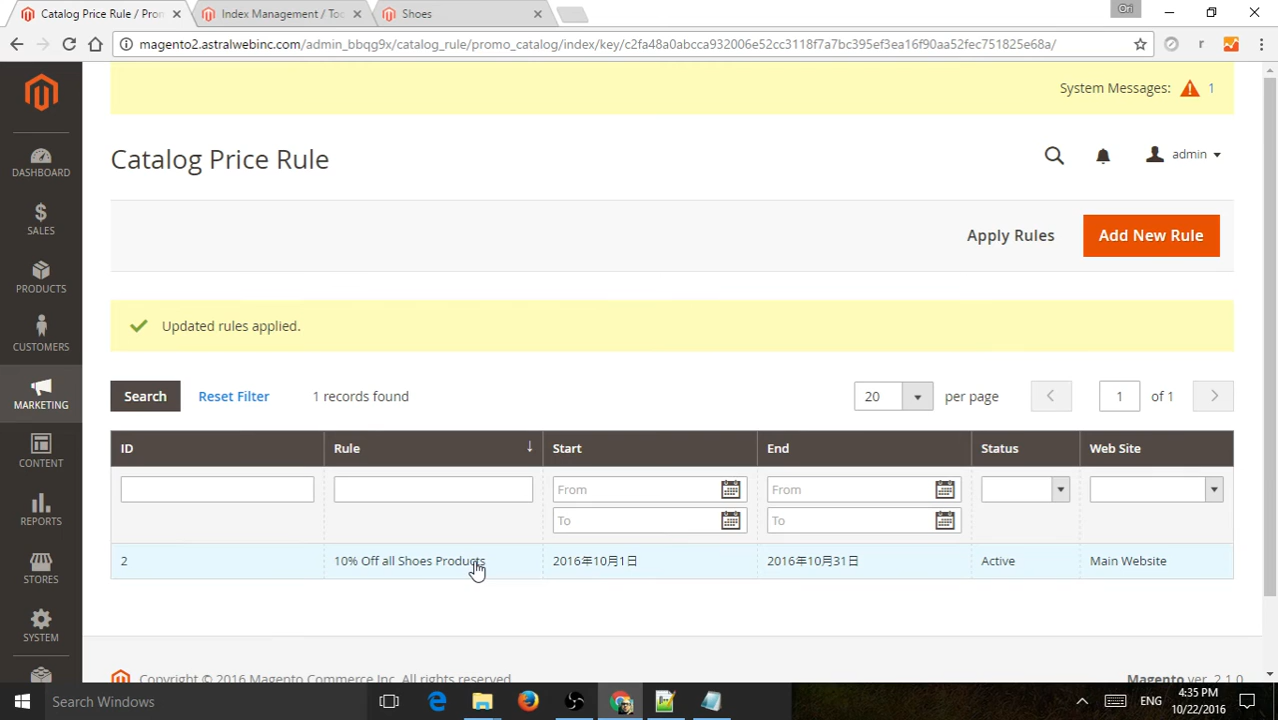 Catalog Price Rule / Pron
Index Management / Too
Shoes
Ori
magento2.astralwebinc.com/admin_bbqg9x/catalog_rule/promo_catalog/index/key/c2fa48a0abcca932006e52cc3118f7a7bc395ef3ea16f90aa52fec751825e68a/
r
System Messages: 1
Catalog Price Rule
admin
Apply Rules
Add New Rule
Updated rules applied.
Search
Reset Filter
1 records found
20
per page
1
of 1
ID
Rule
Start
End
Status
Web Site
From
From
To
To
2
10% Off all Shoes Products
2016年10月1日
2016年10月31日
Active
Main Website
DASHBOARD
SALES
PRODUCTS
CUSTOMERS
MARKETING
CONTENT
REPORTS
STORES
SYSTEM
Copyright © 2016 Magento Commerce Inc. All rights reserved.
Magento ver. 2.1.0
Search Windows
ENG
4:35 PM
10/22/2016